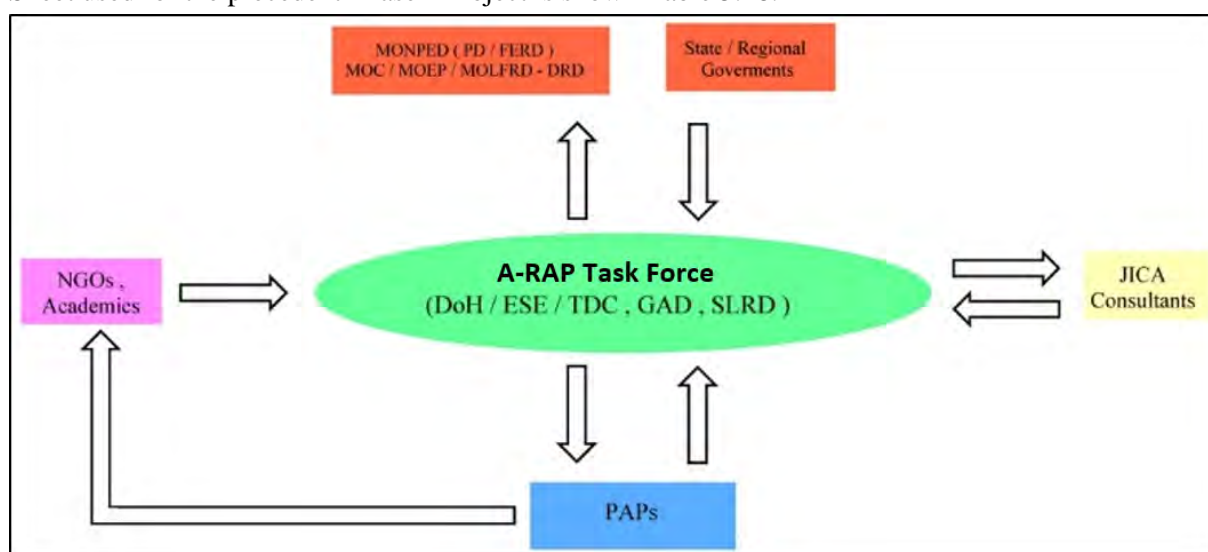 MONPED ( PD / FERD )
MOC / MOEP / MOLFRD - DRD
State / Regional
Goverments
NGOs ,
Academics
A-RAP Task Force
(DoH / ESE / TDC , GAD , SLRD )
JICA
Consultants
PAPs